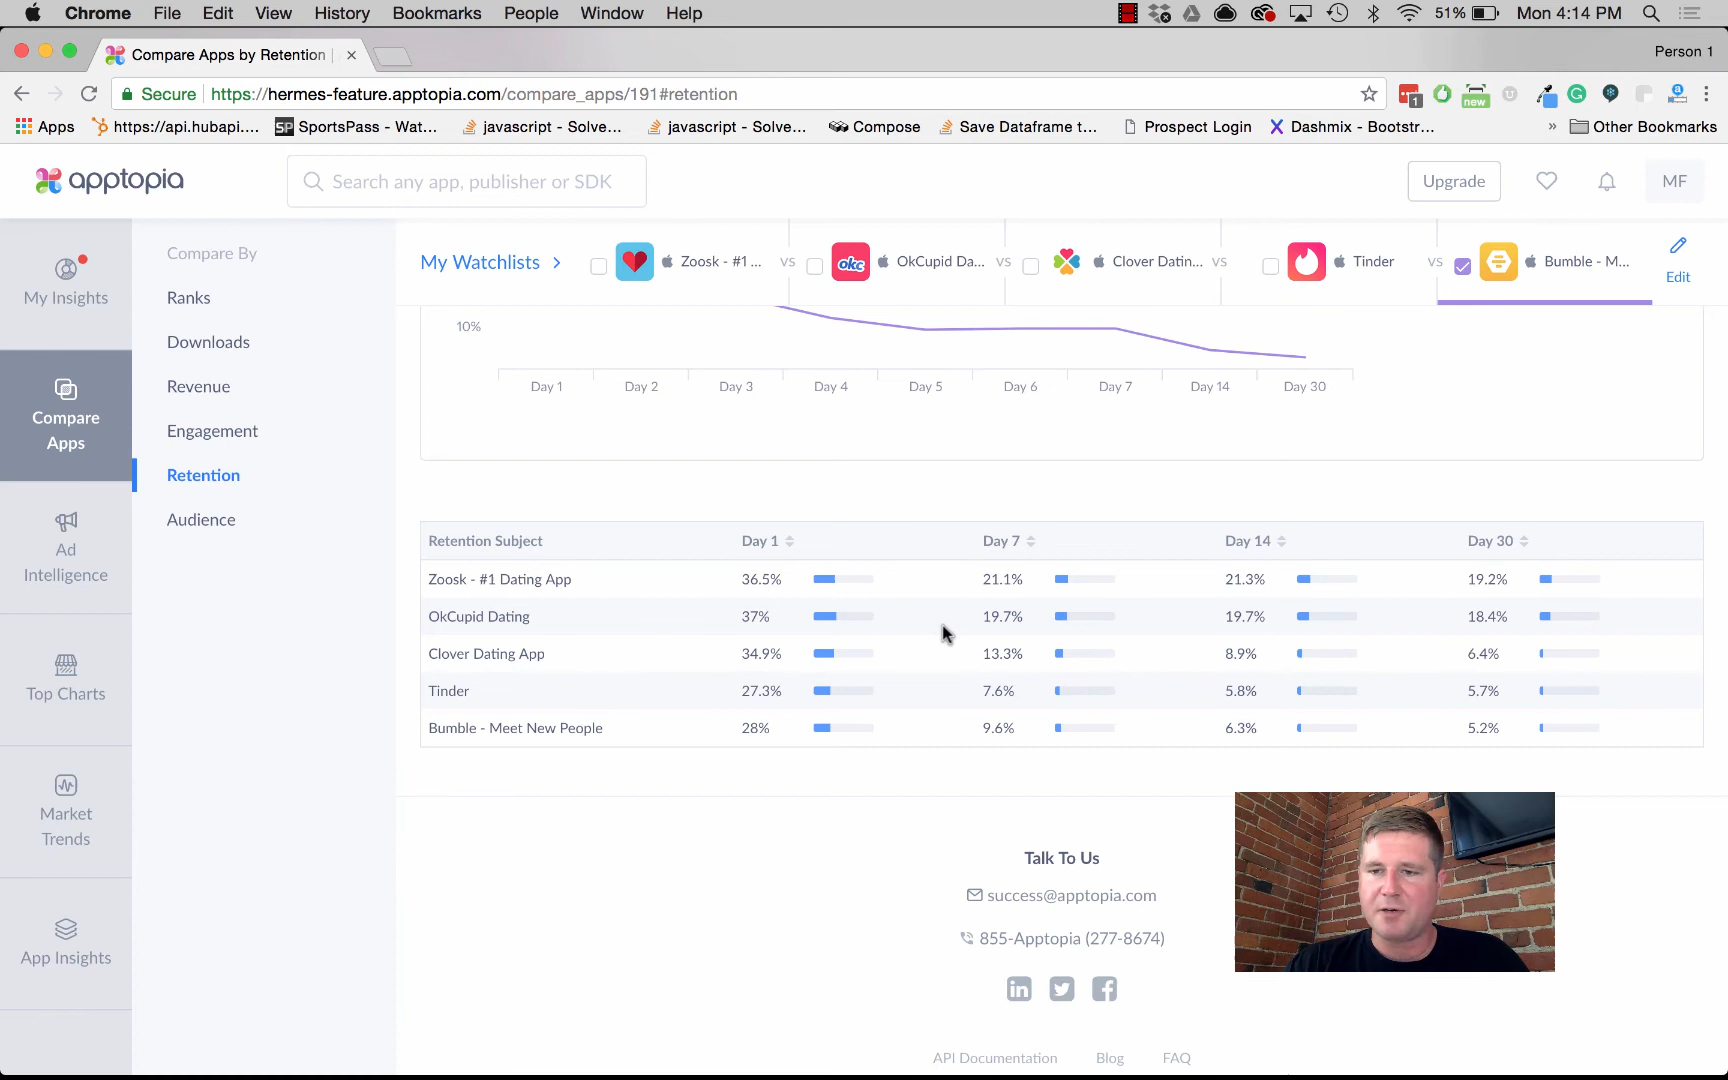 Chrome File Edit View History Bookmarks People Window Help 51% Mon 4:14 PM
Compare Apps by Retention Person 1
Secure https://hermes-feature.apptopia.com/compare_apps/191#retention 1 new
Apps https://api.hubapi.... SP SportsPass - Wat... javascript - Solve... javascript - Solve... Compose Save Dataframe t... Prospect Login X Dashmix - Bootstr... » Other Bookmarks
apptopia Search any app, publisher or SDK Upgrade MF
My Insights
Compare Apps
Ad Intelligence
Top Charts
Market Trends
App Insights
Compare By
Ranks
Downloads
Revenue
Engagement
Retention
Audience
My Watchlists > Zoosk - #1 ... VS okc OkCupid Da... VS Clover Datin... VS Tinder VS Bumble - M... Edit
10%
Day 1 Day 2 Day 3 Day 4 Day 5 Day 6 Day 7 Day 14 Day 30
Retention Subject Day 1 Day 7 Day 14 Day 30
Zoosk - #1 Dating App 36.5% 21.1% 21.3% 19.2%
OkCupid Dating 37% 19.7% 19.7% 18.4%
Clover Dating App 34.9% 13.3% 8.9% 6.4%
Tinder 27.3% 7.6% 5.8% 5.7%
Bumble - Meet New People 28% 9.6% 6.3% 5.2%
Talk To Us
success@apptopia.com
855-Apptopia (277-8674)
in
API Documentation Blog FAQ